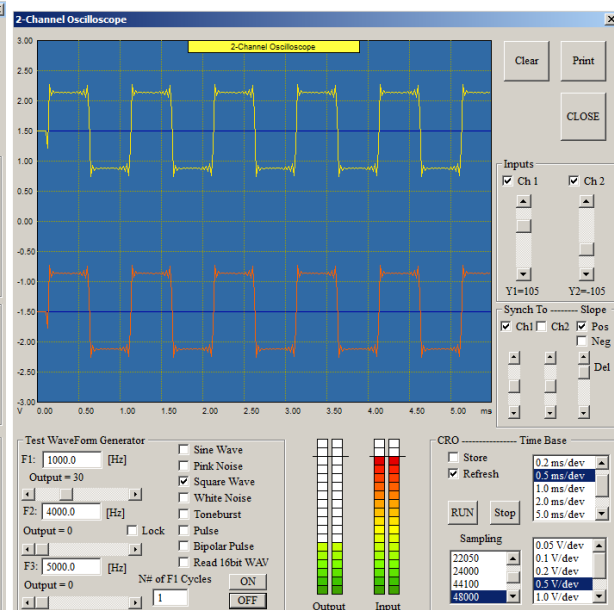 2-Channel Oscilloscope
2-Channel Oscilloscope
3.00
2.50
2.00
1.50
1.00
0.50
0.00
-0.50
-1.00
-1.50
-2.00
-2.50
-3.00
V 0.00 0.50 1.00 1.50 2.00 2.50 3.00 3.50 4.00 4.50 5.00 ms
Clear Print
CLOSE
Inputs
Ch 1 Ch 2
Y1=105 Y2=-105
Synch To -------- Slope
Ch1 Ch2 Pos
Neg
Del
Test WaveForm Generator
F1: 1000.0 [Hz]
Output = 30
F2: 4000.0 [Hz]
Output = 0 Lock
F3: 5000.0 [Hz]
Output = 0
Sine Wave
Pink Noise
Square Wave
White Noise
Toneburst
Pulse
Bipolar Pulse
Read 16bit WAV
N# of F1 Cycles
1
ON
OFF
Output Input
CRO ---------------- Time Base
Store
Refresh
RUN Stop
0.2 ms/dev
0.5 ms/dev
1.0 ms/dev
2.0 ms/dev
5.0 ms/dev
Sampling
22050
24000
44100
48000
0.05 V/dev
0.1 V/dev
0.2 V/dev
0.5 V/dev
1.0 V/dev